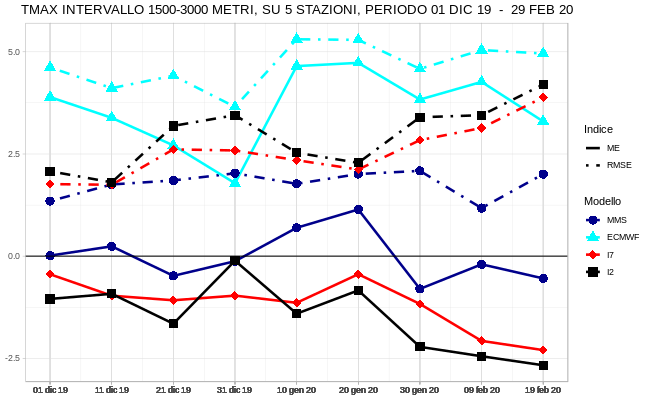 TMAX INTERVALLO 1500-3000 METRI, SU 5 STAZIONI, PERIODO 01 DIC 19 - 29 FEB 20
5.0
2.5
0.0
-2.5
01 dic 19 11 dic 19 21 dic 19 31 dic 19 10 gen 20 20 gen 20 30 gen 20 09 feb 20 19 feb 20
Indice
ME
RMSE
Modello
MMS
ECMWF
I7
I2